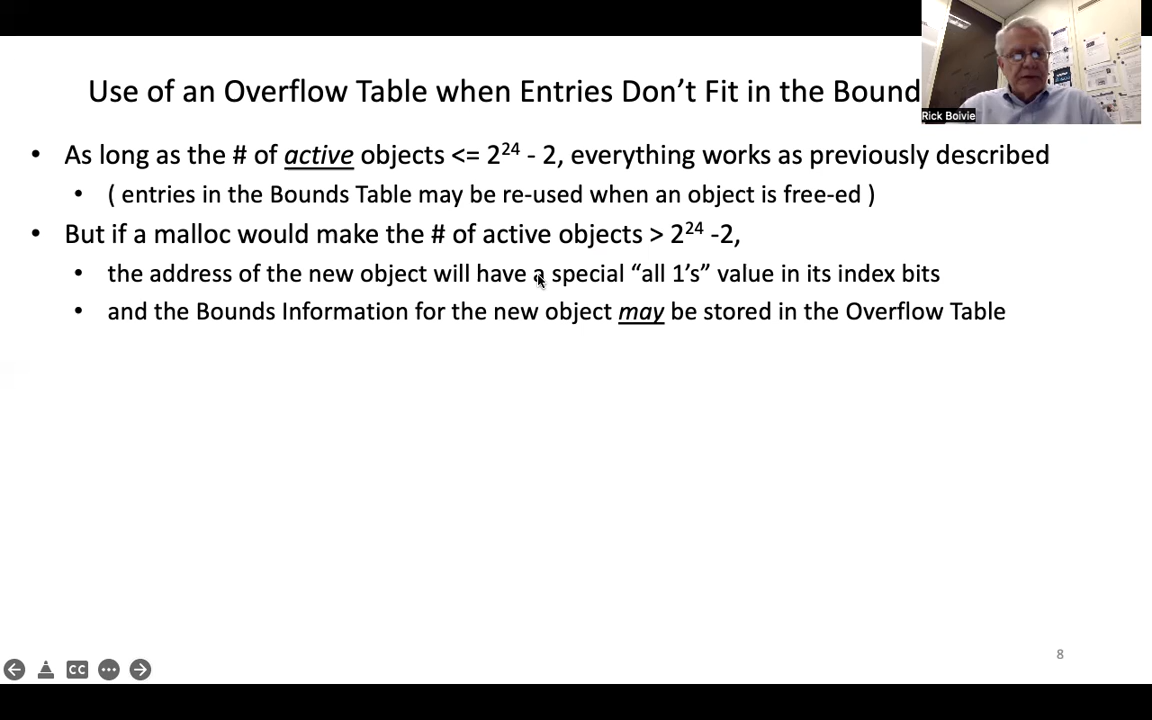 Use of an Overflow Table when Entries Don’t Fit in the Bound
Rick Boivie
• As long as the # of active objects <= 2²⁴ - 2, everything works as previously described
• ( entries in the Bounds Table may be re-used when an object is free-ed )
• But if a malloc would make the # of active objects > 2²⁴ -2,
• the address of the new object will have a special “all 1’s” value in its index bits
• and the Bounds Information for the new object may be stored in the Overflow Table
8
CC